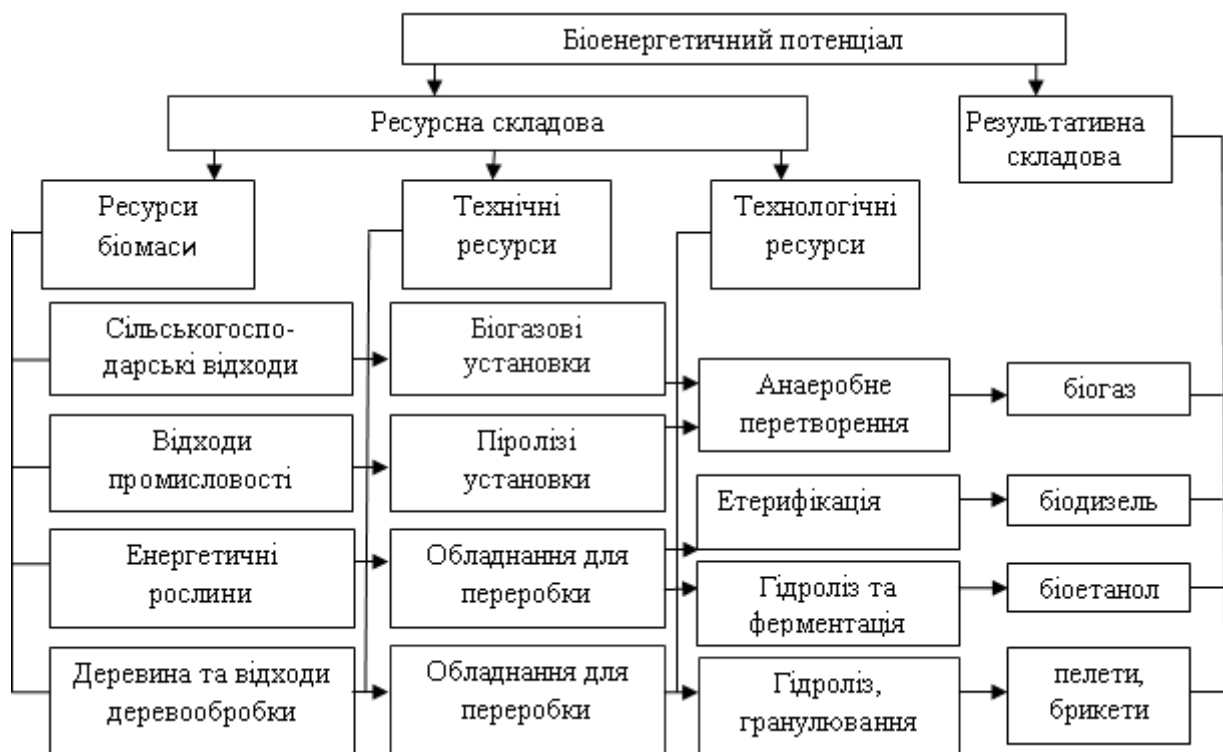 Біоенергетичний потенціал
Ресурсна складова
Результативна
складова
Ресурси
біомаси
Технічні
ресурси
Технологічні
ресурси
Сільськогоспо-
дарські відходи
Біогазові
установки
Анаеробне
перетворення
біогаз
Відходи
промисловості
Піролізі
установки
Етерифікація
біодизель
Енергетичні
рослини
Обладнання для
переробки
Гідроліз та
ферментація
біоетанол
Деревина та відходи
деревообробки
Обладнання для
переробки
Гідроліз,
гранулювання
пелети,
брикети